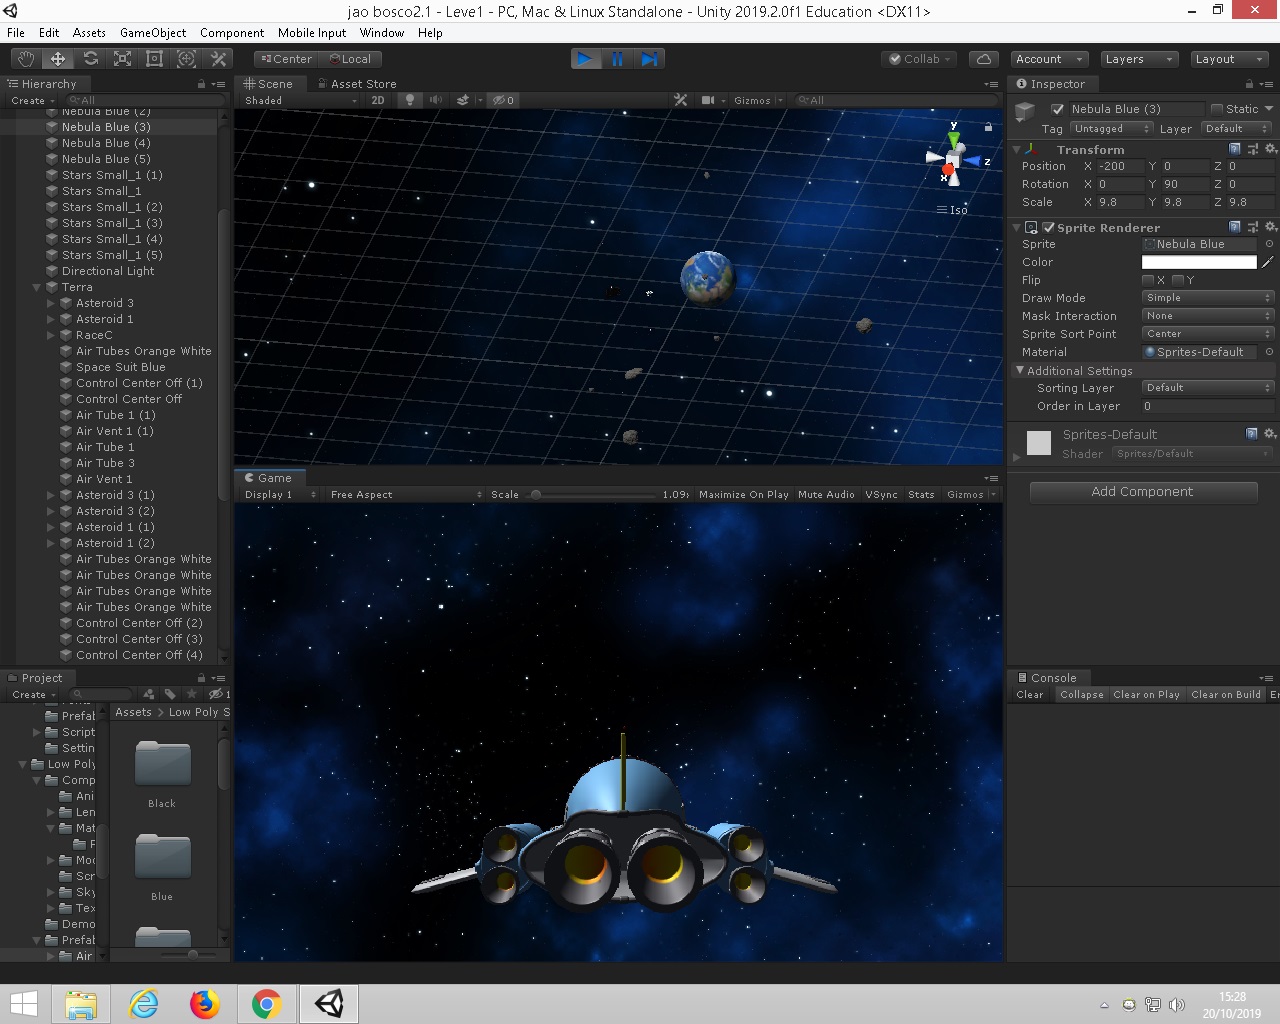 jao bosco2.1 - Leve1 - PC, Mac & Linux Standalone - Unity 2019.2.0f1 Education <DX11>
File Edit Assets GameObject Component Mobile Input Window Help
Center Local Collab Account Layers Layout
Hierarchy
Create All
Nebula Blue (2)
Nebula Blue (3)
Nebula Blue (4)
Nebula Blue (5)
Stars Small_1 (1)
Stars Small_1
Stars Small_1 (2)
Stars Small_1 (3)
Stars Small_1 (4)
Stars Small_1 (5)
Directional Light
Terra
Asteroid 3
Asteroid 1
RaceC
Air Tubes Orange White
Space Suit Blue
Control Center Off (1)
Control Center Off
Air Tube 1 (1)
Air Vent 1 (1)
Air Tube 1
Air Tube 3
Air Vent 1
Asteroid 3 (1)
Asteroid 3 (2)
Asteroid 1 (1)
Asteroid 1 (2)
Air Tubes Orange White
Air Tubes Orange White
Air Tubes Orange White
Air Tubes Orange White
Control Center Off (2)
Control Center Off (3)
Control Center Off (4)
Scene Asset Store
Shaded 2D 0 Gizmos All
y
z
x
Iso
Game
Display 1 Free Aspect Scale 1.09x Maximize On Play Mute Audio VSync Stats Gizmos
Inspector
Nebula Blue (3) Static
Tag Untagged Layer Default
Transform
Position X -200 Y 0 Z 0
Rotation X 0 Y 90 Z 0
Scale X 9.8 Y 9.8 Z 9.8
Sprite Renderer
Sprite Nebula Blue
Color
Flip X Y
Draw Mode Simple
Mask Interaction None
Sprite Sort Point Center
Material Sprites-Default
Additional Settings
Sorting Layer Default
Order in Layer 0
Sprites-Default
Shader Sprites/Default
Add Component
Project
Create 1
Prefab
Script
Settin
Low Poly
Comp
Ani
Len
Mat
Moc
Scr
Sky
Tex
Demo
Prefab
Air
Assets > Low Poly S
Black
Blue
Console
Clear Collapse Clear on Play Clear on Build Er
15:28
20/10/2019